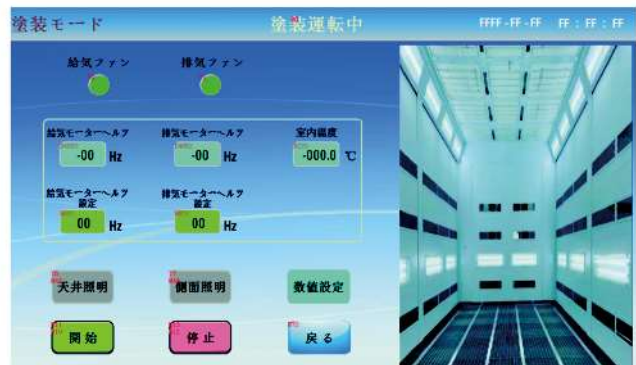 塗装モード 塗装運転中 FFFF-FF-FF FF:FF:FF
給気ファン 排気ファン
給気モーターヘルツ 排気モーターヘルツ 室内温度
-00 Hz -00 Hz -000.0 ℃
給気モーターヘルツ 排気モーターヘルツ
設定 設定
00 Hz 00 Hz
天井照明 側面照明 数値設定
開始 停止 戻る